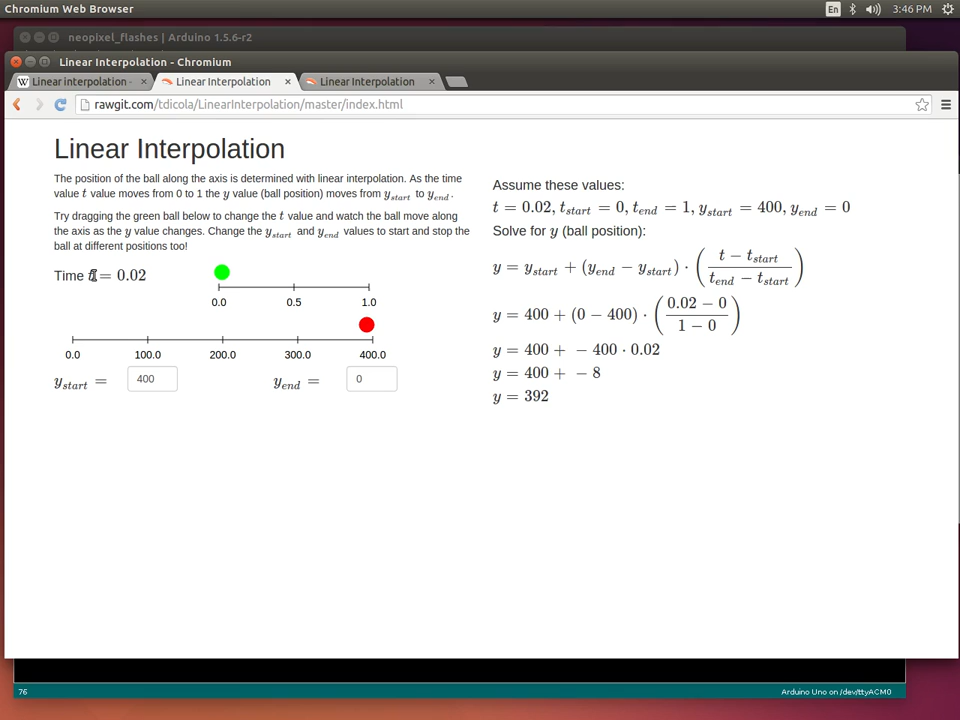 Chromium Web Browser
En
3:46 PM
neopixel_flashes | Arduino 1.5.6-r2
Linear Interpolation - Chromium
W Linear interpolation -
Linear Interpolation
Linear Interpolation
rawgit.com/tdicola/LinearInterpolation/master/index.html
Linear Interpolation
The position of the ball along the axis is determined with linear interpolation. As the time
value t value moves from 0 to 1 the y value (ball position) moves from y_start to y_end.
Try dragging the green ball below to change the t value and watch the ball move along
the axis as the y value changes. Change the y_start and y_end values to start and stop the
ball at different positions too!
Time t = 0.02
0.0 0.5 1.0
0.0 100.0 200.0 300.0 400.0
y_start = 400
y_end = 0
Assume these values:
t = 0.02, t_start = 0, t_end = 1, y_start = 400, y_end = 0
Solve for y (ball position):
y = y_start + (y_end − y_start) · ( (t − t_start) / (t_end − t_start) )
y = 400 + (0 − 400) · ( (0.02 − 0) / (1 − 0) )
y = 400 + − 400 · 0.02
y = 400 + − 8
y = 392
76
Arduino Uno on /dev/ttyACM0